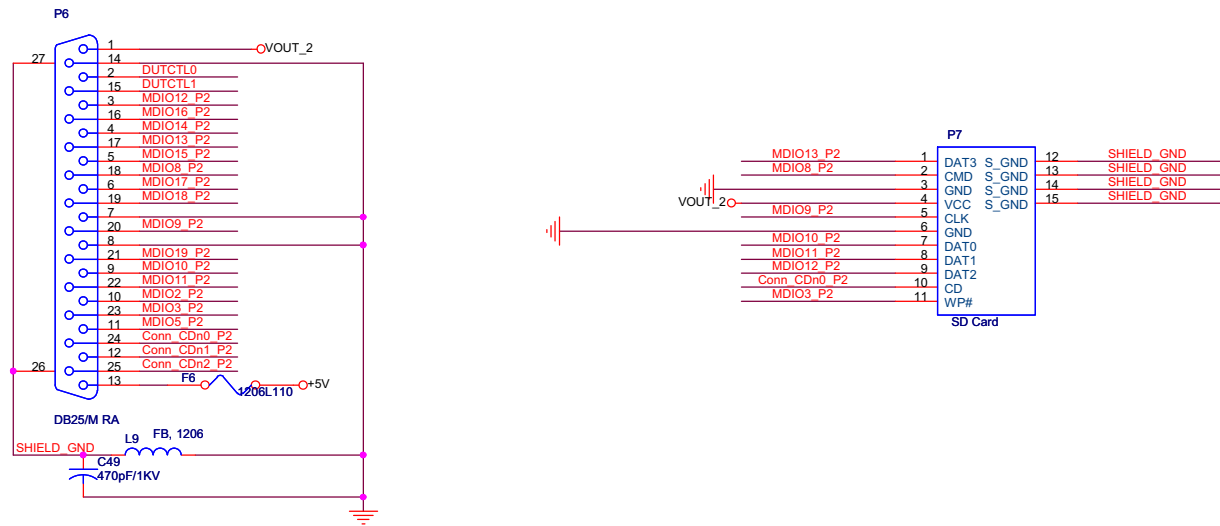 P6
1
VOUT_2
27
14
2
DUTCTL0
15
DUTCTL1
3
MDIO12_P2
16
MDIO16_P2
4
MDIO14_P2
17
MDIO13_P2
5
MDIO15_P2
18
MDIO8_P2
6
MDIO17_P2
19
MDIO18_P2
7
20
MDIO9_P2
8
21
MDIO19_P2
9
MDIO10_P2
22
MDIO11_P2
10
MDIO2_P2
23
MDIO3_P2
11
MDIO5_P2
24
Conn_CDn0_P2
12
Conn_CDn1_P2
26
25
Conn_CDn2_P2
13
F6
1206L110
+5V
DB25/M RA
SHIELD_GND
L9
FB, 1206
C49
470pF/1KV
P7
MDIO13_P2 1 DAT3 S_GND 12 SHIELD_GND
MDIO8_P2 2 CMD S_GND 13 SHIELD_GND
3 GND S_GND 14 SHIELD_GND
VOUT_2 4 VCC S_GND 15 SHIELD_GND
MDIO9_P2 5 CLK
6 GND
MDIO10_P2 7 DAT0
MDIO11_P2 8 DAT1
MDIO12_P2 9 DAT2
Conn_CDn0_P2 10 CD
MDIO3_P2 11 WP#
SD Card